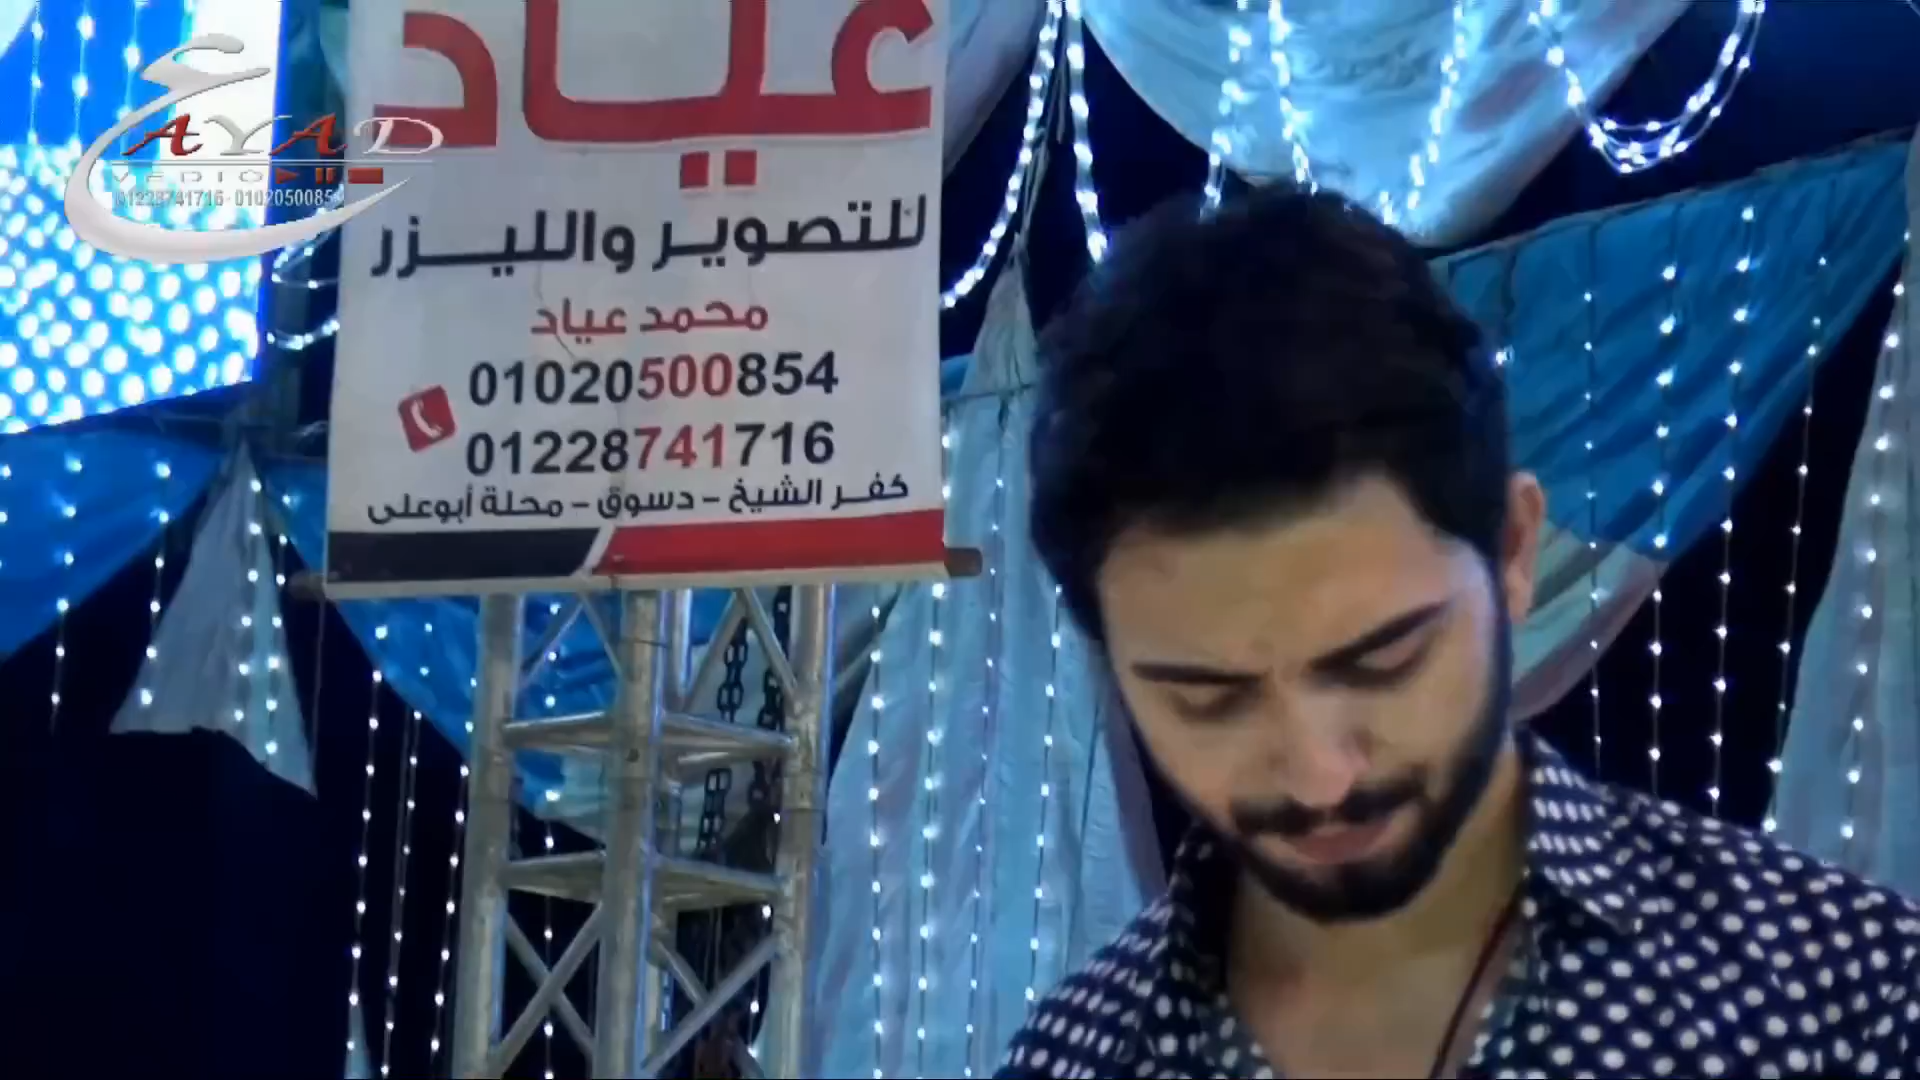 عياد
للتصوير والليزر
محمد عياد
01020500854
01228741716
كفر الشيخ - دسوق - محلة أبوعلى
AYAD
VEDIO
01228741716-01020500854